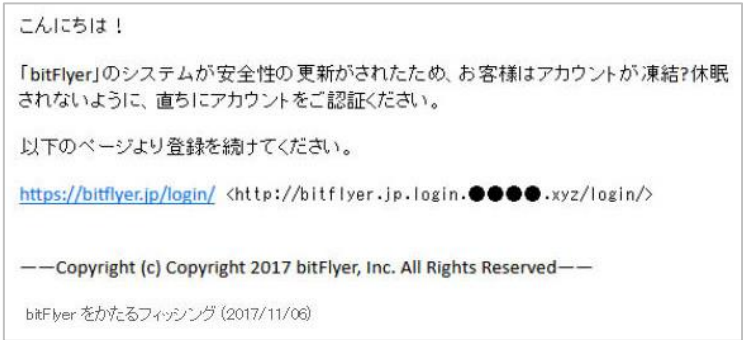 こんにちは！
「bitFlyer」のシステムが安全性の更新がされたため、お客様はアカウントが凍結?休眠
されないように、直ちにアカウントをご認証ください。
以下のページより登録を続けてください。
https://bitflyer.jp/login/ <http://bitflyer.jp.login.●●●●.xyz/login/>
——Copyright (c) Copyright 2017 bitFlyer, Inc. All Rights Reserved——
bitFlyer をかたるフィッシング (2017/11/06)